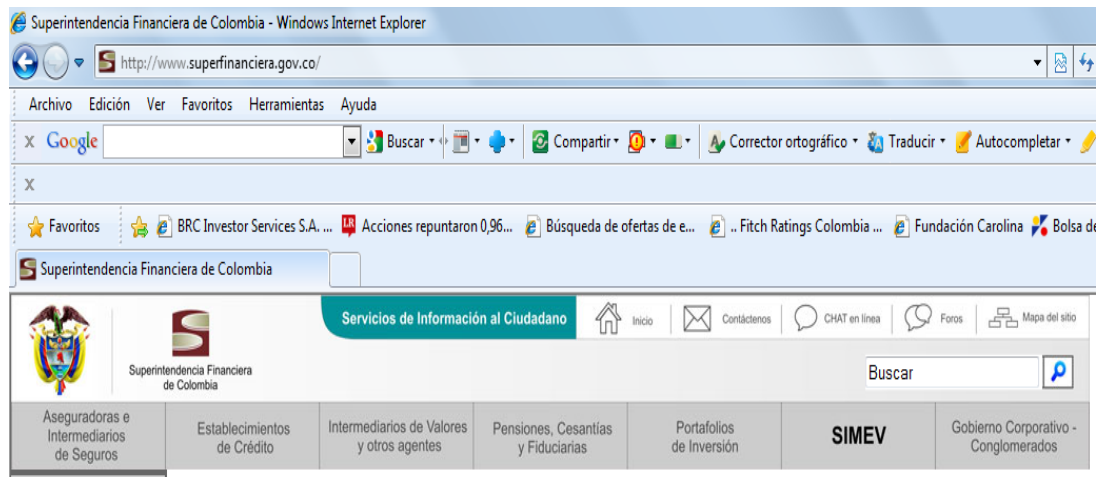 Superintendencia Financiera de Colombia - Windows Internet Explorer
http://www.superfinanciera.gov.co/
Archivo Edición Ver Favoritos Herramientas Ayuda
X Google Buscar Compartir Corrector ortográfico Traducir Autocompletar
X
Favoritos BRC Investor Services S.A. ... LR Acciones repuntaron 0,96... Búsqueda de ofertas de e... .. Fitch Ratings Colombia ... Fundación Carolina Bolsa de
Superintendencia Financiera de Colombia
Servicios de Información al Ciudadano Inicio Contáctenos CHAT en línea Foros Mapa del sitio
Superintendencia Financiera
de Colombia
Buscar
Aseguradoras e
Intermediarios
de Seguros
Establecimientos
de Crédito
Intermediarios de Valores
y otros agentes
Pensiones, Cesantías
y Fiduciarias
Portafolios
de Inversión
SIMEV
Gobierno Corporativo -
Conglomerados